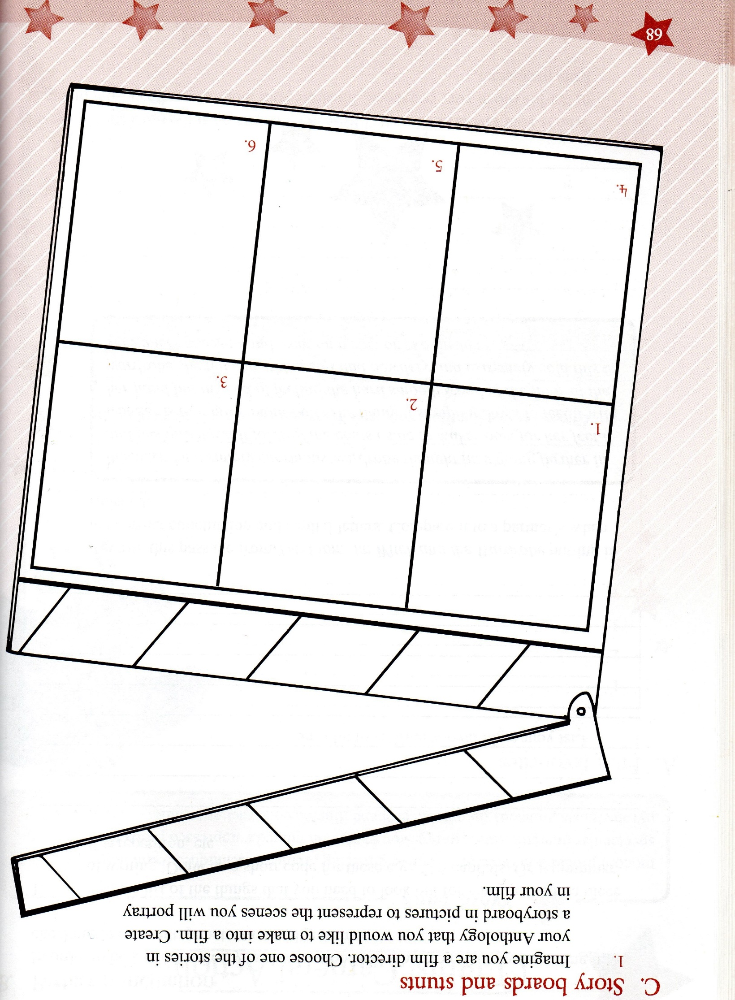 C. Story boards and stunts
1. Imagine you are a film director. Choose one of the stories in
your Anthology that you would like to make into a film. Create
a storyboard in pictures to represent the scenes you will portray
in your film.
1.
2.
3.
4.
5.
6.
68